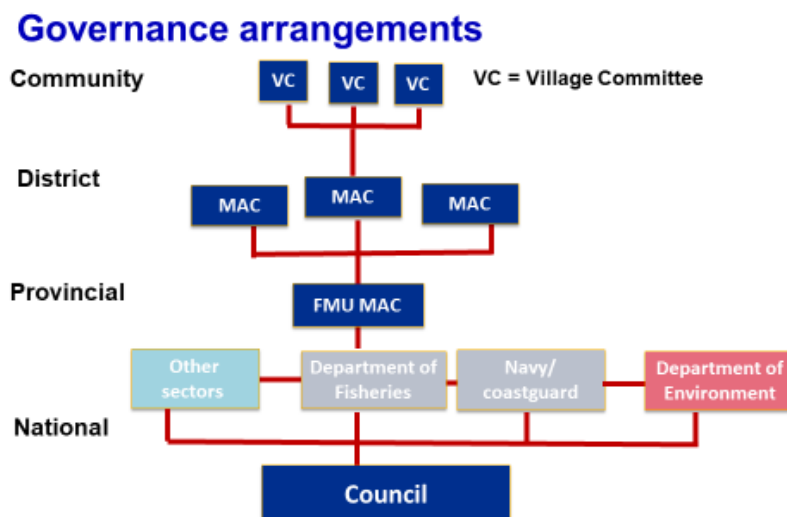 Governance arrangements
Community
VC
VC
VC
VC = Village Committee
District
MAC
MAC
MAC
Provincial
FMU MAC
Other
sectors
Department of
Fisheries
Navy/
coastguard
Department of
Environment
National
Council